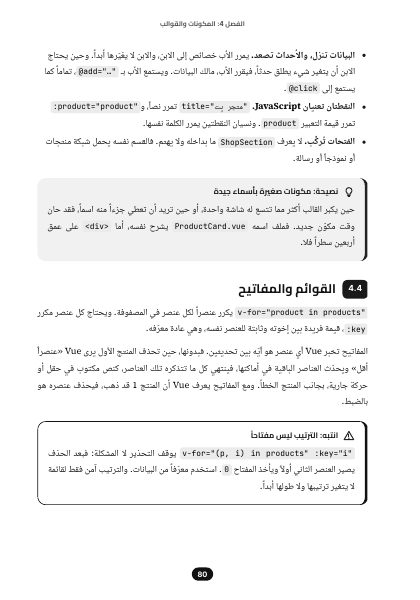 الفصل 4: المكونات والقوالب
• البيانات تنزل، والأحداث تصعد. يمرر الأب خصائص إلى الابن، والابن لا يغيّرها أبداً. وحين يحتاج
الابن أن يتغير شيء يطلق حدثاً، فيقرر الأب، مالك البيانات. ويستمع الأب بـ @add="…" ، تماماً كما
يستمع إلى @click .
• النقطتان تعنيان JavaScript. title="متجر بِت" تمرر نصاً، و :product="product"
تمرر قيمة التعبير product . ونسيان النقطتين يمرر الكلمة نفسها.
• الفتحات تُركَّب. لا يعرف ShopSection ما بداخله ولا يهمه. فالقسم نفسه يحمل شبكة منتجات
أو نموذجاً أو رسالة.
نصيحة: مكونات صغيرة بأسماء جيدة
حين يكبر القالب أكثر مما تتسع له شاشة واحدة، أو حين تريد أن تعطي جزءاً منه اسماً، فقد حان
وقت مكوّن جديد. فملف اسمه ProductCard.vue يشرح نفسه، أما <div> على عمق
أربعين سطراً فلا.
4.4 القوائم والمفاتيح
v-for="product in products" يكرر عنصراً لكل عنصر في المصفوفة. ويحتاج كل عنصر مكرر
:key ، قيمة فريدة بين إخوته وثابتة للعنصر نفسه، وهي عادة معرّفه.
المفاتيح تخبر Vue أي عنصر هو أيّه بين تحديثين. فبدونها، حين تحذف المنتج الأول يرى Vue «عنصراً
أقل» ويحدّث العناصر الباقية في أماكنها، فينتهي كل ما تتذكره تلك العناصر، كنص مكتوب في حقل أو
حركة جارية، بجانب المنتج الخطأ. ومع المفاتيح يعرف Vue أن المنتج 1 قد ذهب، فيحذف عنصره هو
بالضبط.
انتبه: الترتيب ليس مفتاحاً
v-for="(p, i) in products" :key="i" يوقف التحذير لا المشكلة: فبعد الحذف
يصير العنصر الثاني أولاً ويأخذ المفتاح 0 . استخدم معرّفاً من البيانات. والترتيب آمن فقط لقائمة
لا يتغير ترتيبها ولا طولها أبداً.
80